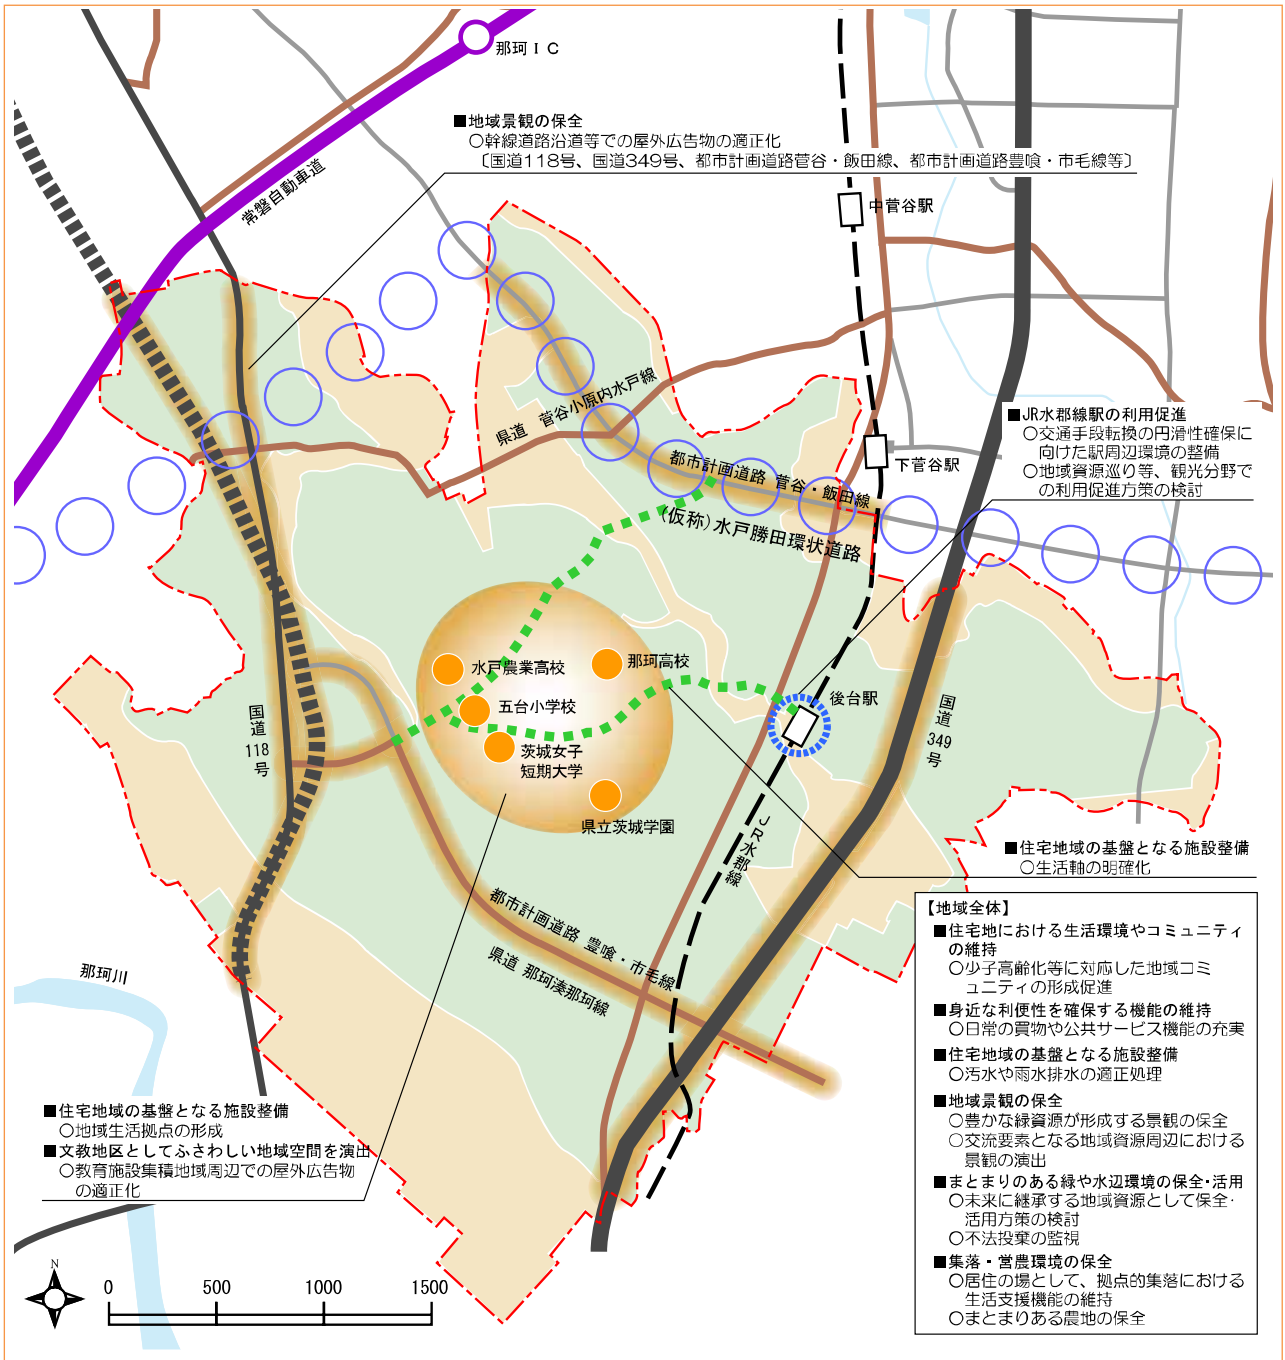 那珂ＩＣ
■地域景観の保全
○幹線道路沿道等での屋外広告物の適正化
〔国道118号、国道349号、都市計画道路菅谷・飯田線、都市計画道路豊喰・市毛線等〕
常磐自動車道
中菅谷駅
県道 菅谷小原内水戸線
■JR水郡線駅の利用促進
○交通手段転換の円滑性確保に
向けた駅周辺環境の整備
○地域資源巡り等、観光分野で
の利用促進方策の検討
下菅谷駅
都市計画道路 菅谷・飯田線
(仮称)水戸勝田環状道路
水戸農業高校
那珂高校
五台小学校
茨城女子
短期大学
県立茨城学園
後台駅
国道118号
国道349号
JR水郡線
■住宅地域の基盤となる施設整備
○生活軸の明確化
都市計画道路 豊喰・市毛線
県道 那珂湊那珂線
那珂川
【地域全体】
■住宅地における生活環境やコミュニティ
の維持
○少子高齢化等に対応した地域コミ
ュニティの形成促進
■身近な利便性を確保する機能の維持
○日常の買物や公共サービス機能の充実
■住宅地域の基盤となる施設整備
○汚水や雨水排水の適正処理
■地域景観の保全
○豊かな緑資源が形成する景観の保全
○交流要素となる地域資源周辺における
景観の演出
■まとまりのある緑や水辺環境の保全・活用
○未来に継承する地域資源として保全・
活用方策の検討
○不法投棄の監視
■集落・営農環境の保全
○居住の場として、拠点的集落における
生活支援機能の維持
○まとまりある農地の保全
■住宅地域の基盤となる施設整備
○地域生活拠点の形成
■文教地区としてふさわしい地域空間を演出
○教育施設集積地域周辺での屋外広告物
の適正化
N
0 500 1000 1500